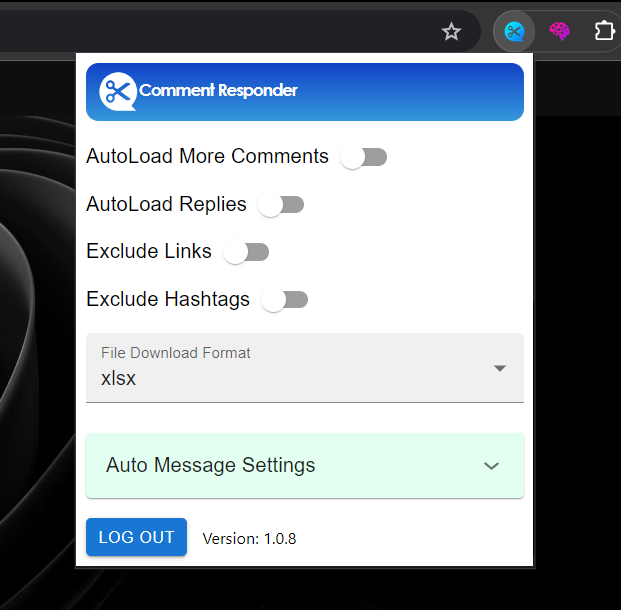 Comment Responder
AutoLoad More Comments
AutoLoad Replies
Exclude Links
Exclude Hashtags
File Download Format
xlsx
Auto Message Settings
LOG OUT
Version: 1.0.8